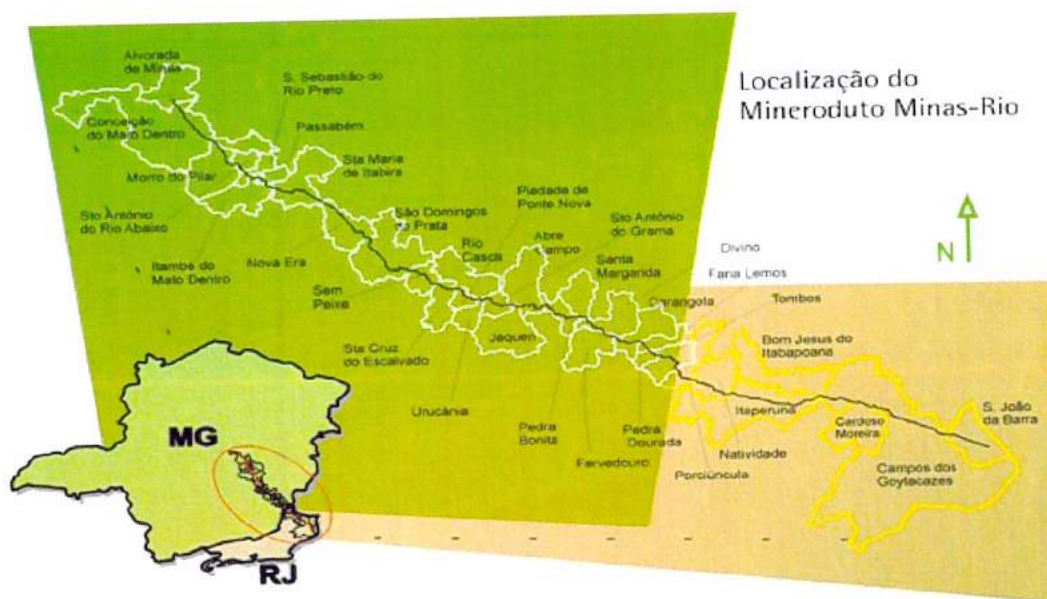 Localização do
Mineroduto Minas-Rio
Alvorada
de Minas
S. Sebastião do
Rio Preto
Conceição
do Mato Dentro
Passabém
Morro do Pilar
Sta Maria
de Itabira
Sto Antônio
do Rio Abaixo
São Domingos
do Prata
Piedade de
Ponte Nova
Sto Antônio
do Grama
Itambé do
Mato Dentro
Nova Era
Rio
Casca
Abre
Campo
Santa
Margarida
Divino
Faria Lemos
N
Sem
Peixe
Carangola
Tombos
Sta Cruz
do Escalvado
Jequeri
Bom Jesus do
Itabapoana
Urucânia
Pedra
Bonita
Pedra
Dourada
Itaperuna
Cardoso
Moreira
S. João
da Barra
Fervedouro
Natividade
Porciúncula
Campos dos
Goytacazes
MG
RJ